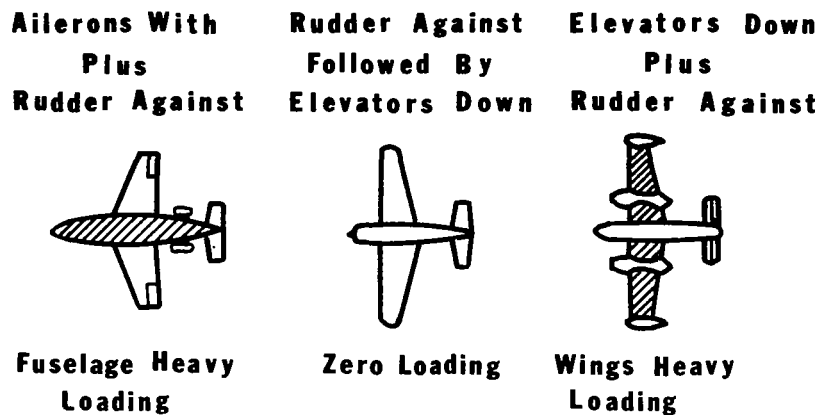 Ailerons With
Plus
Rudder Against
Rudder Against
Followed By
Elevators Down
Elevators Down
Plus
Rudder Against
Fuselage Heavy
Loading
Zero Loading
Wings Heavy
Loading